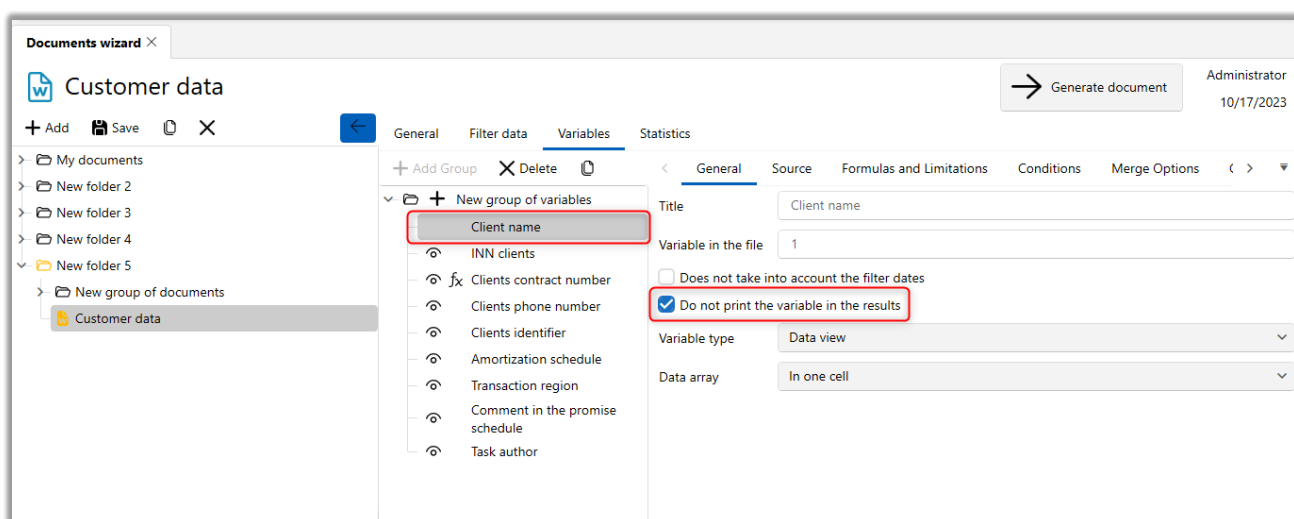 Documents wizard
Customer data
Generate document
Administrator
10/17/2023
Add Save
General Filter data Variables Statistics
My documents
New folder 2
New folder 3
New folder 4
New folder 5
New group of documents
Customer data
Add Group Delete
New group of variables
Client name
INN clients
fx Clients contract number
Clients phone number
Clients identifier
Amortization schedule
Transaction region
Comment in the promise
schedule
Task author
General Source Formulas and Limitations Conditions Merge Options
Title Client name
Variable in the file 1
Does not take into account the filter dates
Do not print the variable in the results
Variable type Data view
Data array In one cell